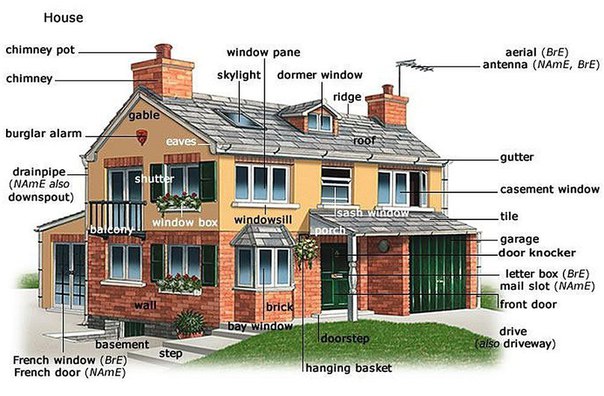 House
chimney pot
chimney
gable
burglar alarm
eaves
drainpipe
(NAmE also
downspout)
shutter
window box
balcony
wall
basement
step
French window (BrE)
French door (NAmE)
window pane
skylight
dormer window
ridge
roof
windowsill
sash window
porch
brick
bay window
doorstep
hanging basket
aerial (BrE)
antenna (NAmE, BrE)
gutter
casement window
tile
garage
door knocker
letter box (BrE)
mail slot (NAmE)
front door
drive
(also driveway)